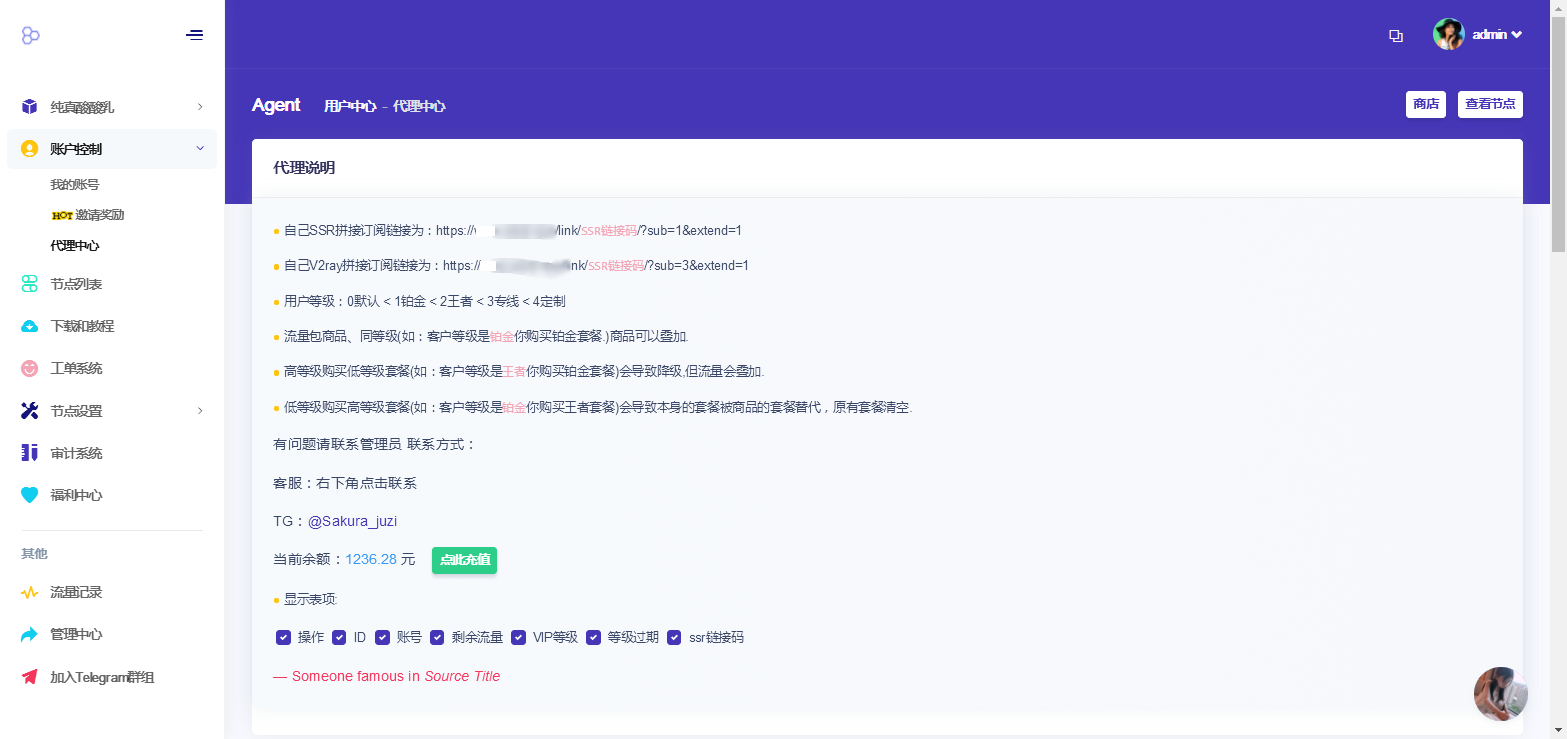 admin
纯真酸酸乳
账户控制
我的账号
HOT 邀请奖励
代理中心
节点列表
下载和教程
工单系统
节点设置
审计系统
福利中心
其他
流量记录
管理中心
加入Telegram群组
Agent 用户中心 - 代理中心
商店 查看节点
代理说明
自己SSR拼接订阅链接为：https:// /link/SSR链接码/?sub=1&extend=1
自己V2ray拼接订阅链接为：https:// nk/SSR链接码/?sub=3&extend=1
用户等级：0默认 < 1铂金 < 2王者 < 3专线 < 4定制
流量包商品、同等级(如：客户等级是铂金你购买铂金套餐.)商品可以叠加.
高等级购买低等级套餐(如：客户等级是王者你购买铂金套餐)会导致降级,但流量会叠加.
低等级购买高等级套餐(如：客户等级是铂金你购买王者套餐)会导致本身的套餐被商品的套餐替代，原有套餐清空.
有问题请联系管理员 联系方式：
客服：右下角点击联系
TG：@Sakura_juzi
当前余额：1236.28 元 点此充值
显示表项:
操作 ID 账号 剩余流量 VIP等级 等级过期 ssr链接码
— Someone famous in Source Title